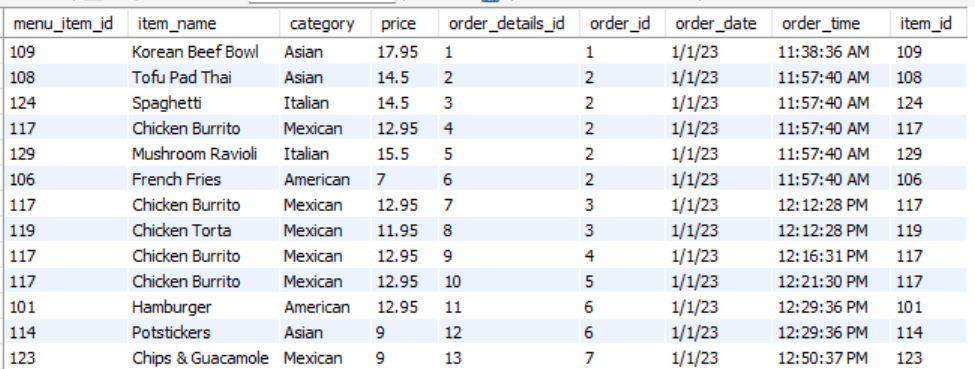 menu_item_id item_name category price order_details_id order_id order_date order_time item_id
109 Korean Beef Bowl Asian 17.95 1 1 1/1/23 11:38:36 AM 109
108 Tofu Pad Thai Asian 14.5 2 2 1/1/23 11:57:40 AM 108
124 Spaghetti Italian 14.5 3 2 1/1/23 11:57:40 AM 124
117 Chicken Burrito Mexican 12.95 4 2 1/1/23 11:57:40 AM 117
129 Mushroom Ravioli Italian 15.5 5 2 1/1/23 11:57:40 AM 129
106 French Fries American 7 6 2 1/1/23 11:57:40 AM 106
117 Chicken Burrito Mexican 12.95 7 3 1/1/23 12:12:28 PM 117
119 Chicken Torta Mexican 11.95 8 3 1/1/23 12:12:28 PM 119
117 Chicken Burrito Mexican 12.95 9 4 1/1/23 12:16:31 PM 117
117 Chicken Burrito Mexican 12.95 10 5 1/1/23 12:21:30 PM 117
101 Hamburger American 12.95 11 6 1/1/23 12:29:36 PM 101
114 Potstickers Asian 9 12 6 1/1/23 12:29:36 PM 114
123 Chips & Guacamole Mexican 9 13 7 1/1/23 12:50:37 PM 123